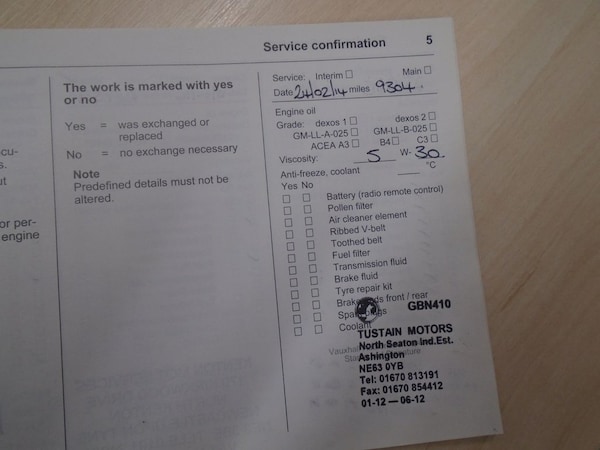 Service confirmation 5
The work is marked with yes
or no
Yes = was exchanged or
replaced
No = no exchange necessary
Note
Predefined details must not be
altered.
or per-
engine
Service: Interim □ Main □
Date 24/02/14 miles 9304
Engine oil
Grade: dexos 1 □ dexos 2 □
GM-LL-A-025 □ GM-LL-B-025 □
ACEA A3 □ B4 □ C3 □
Viscosity: 5 W- 30
Anti-freeze, coolant °C
Yes No
□ □ Battery (radio remote control)
□ □ Pollen filter
□ □ Air cleaner element
□ □ Ribbed V-belt
□ □ Toothed belt
□ □ Fuel filter
□ □ Transmission fluid
□ □ Brake fluid
□ □ Tyre repair kit
□ □ front / rear
□ □
□ □ Coolant
GBN410
TUSTAIN MOTORS
North Seaton Ind.Est.
Ashington
NE63 0YB
Tel: 01670 813191
Fax: 01670 854412
01-12 — 06-12